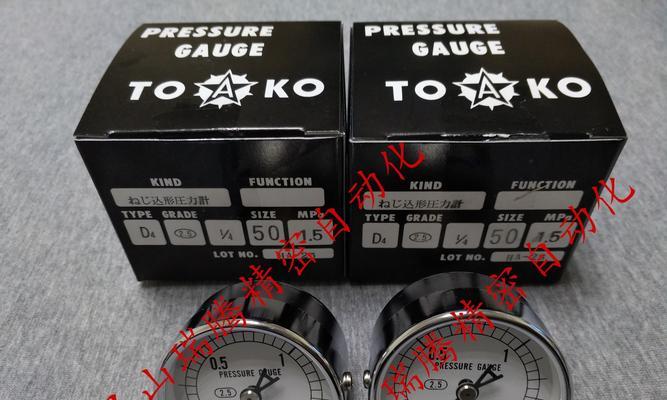 PRESSURE
GAUGE
TO A KO
KIND
FUNCTION
ねじ込形圧力計
TYPE GRADE
SIZE
MPa
D4
2.5
1/4
50
1.5
LOT NO.
PRESSURE
GAUGE
TO A KO
KIND
FUNCTION
ねじ込形圧力計
TYPE GRADE
SIZE
MPa
D4
2.5
1/4
50
1.5
LOT NO.
11A-25
0.5
1
PRESSURE GAUGE
2.5
0.5
1
PRESSURE GAUGE
2.5
山瑞腾精密自动化
瑞腾精密自动化